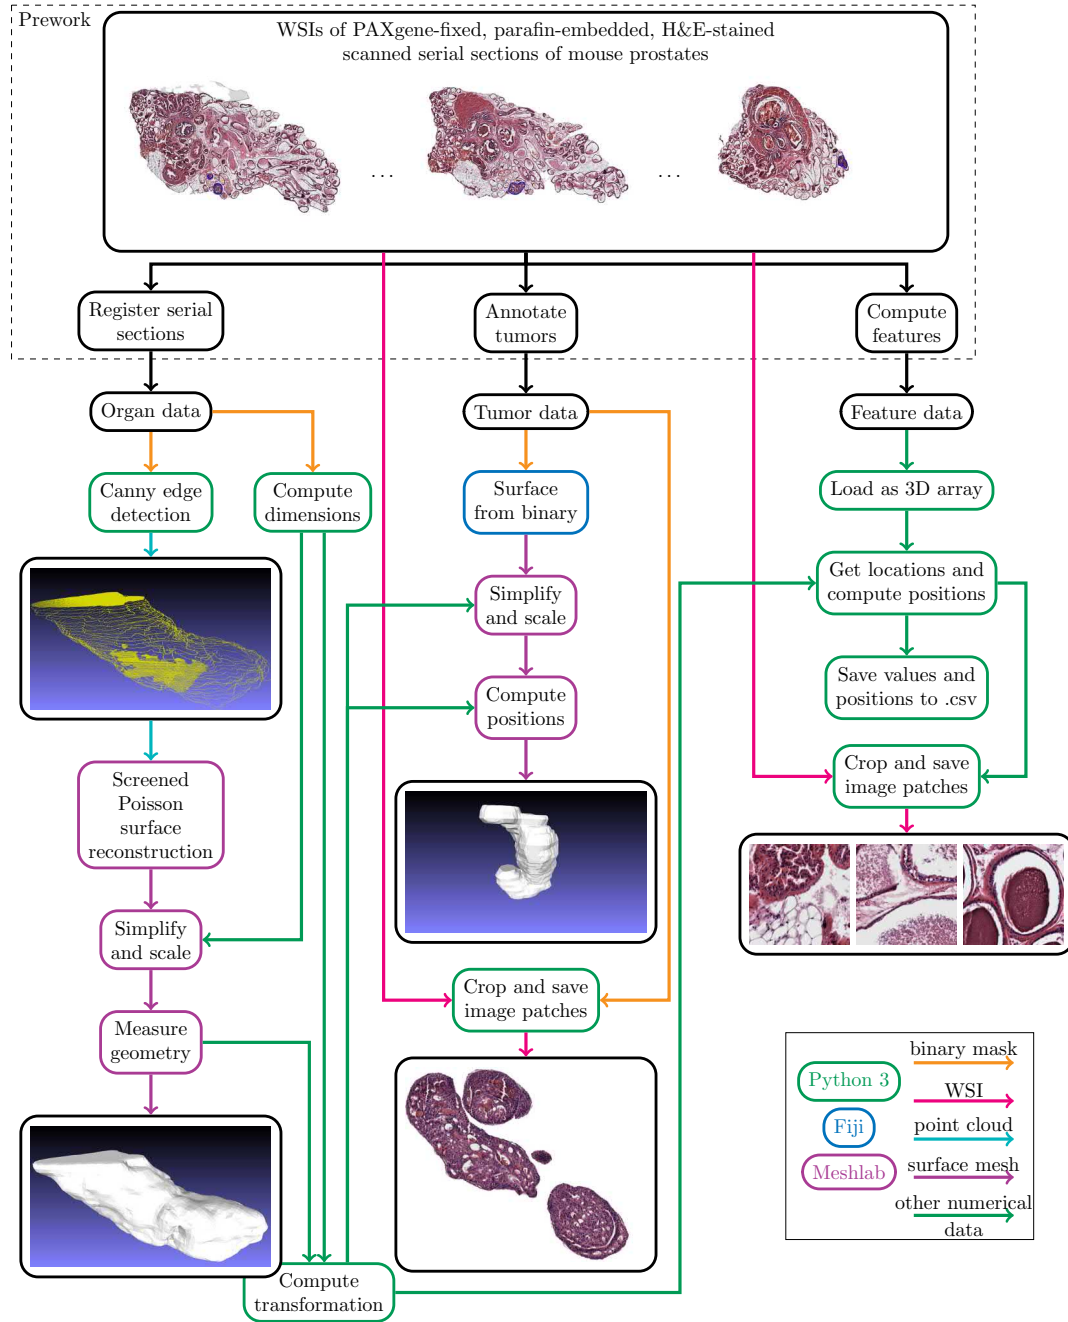 Prework
WSIs of PAXgene-fixed, parafin-embedded, H&E-stained
scanned serial sections of mouse prostates
...
...
Register serial
sections
Annotate
tumors
Compute
features
Organ data
Tumor data
Feature data
Canny edge
detection
Compute
dimensions
Surface
from binary
Load as 3D array
Simplify
and scale
Get locations and
compute positions
Compute
positions
Save values and
positions to .csv
Screened
Poisson
surface
reconstruction
Crop and save
image patches
Simplify
and scale
Crop and save
image patches
Measure
geometry
Compute
transformation
Python 3
Fiji
Meshlab
binary mask
WSI
point cloud
surface mesh
other numerical
data